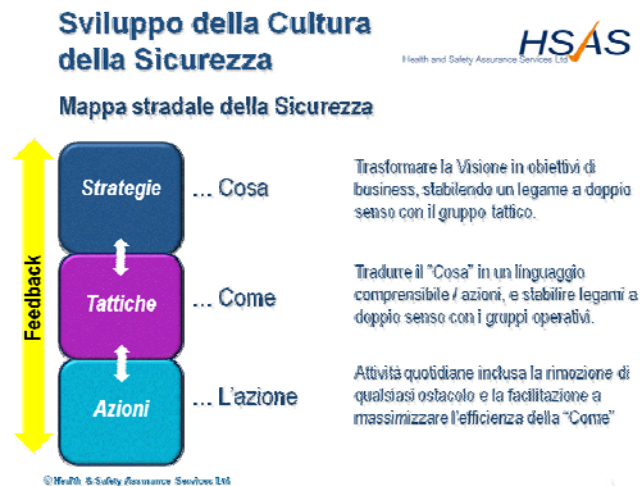 Sviluppo della Cultura
della Sicurezza
HSAS
Health and Safety Assurance Services Ltd
Mappa stradale della Sicurezza
Feedback
Strategie
... Cosa
Trasformare la Visione in obiettivi di
business, stabilendo un legame a doppio
senso con il gruppo tattico.
Tattiche
... Come
Tradurre il "Cosa" in un linguaggio
comprensibile / azioni, e stabilire legami a
doppio senso con i gruppi operativi.
Azioni
... L'azione
Attività quotidiane inclusa la rimozione di
qualsiasi ostacolo e la facilitazione a
massimizzare l'efficienza della "Come"
© Health & Safety Assurance Services Ltd